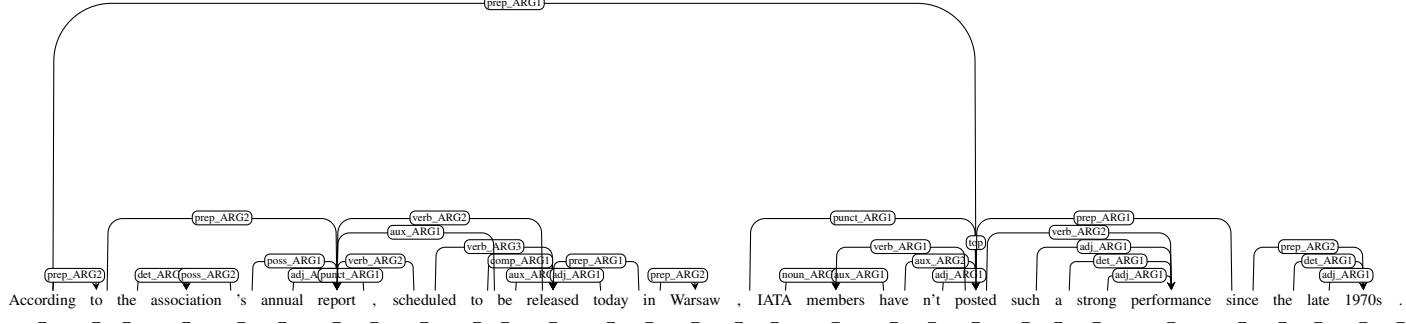 prep_ARG1
prep_ARG2 verb_ARG2 punct_ARG1 prep_ARG1
aux_ARG1 top verb_ARG2
verb_ARG3 verb_ARG1 adj_ARG1 prep_ARG2
poss_ARG1 verb_ARG2 comp_ARG1 prep_ARG1 aux_ARG2 det_ARG1 det_ARG1
prep_ARG2 poss_ARG2 punct_ARG1 adj_ARG1 prep_ARG2 aux_ARG1 adj_ARG1 adj_ARG1 adj_ARG1
According to the association 's annual report , scheduled to be released today in Warsaw , IATA members have n't posted such a strong performance since the late 1970s .
_ _ _ _ _ _ _ _ _ _ _ _ _ _ _ _ _ _ _ _ _ _ _ _ _ _ _ _ _ _